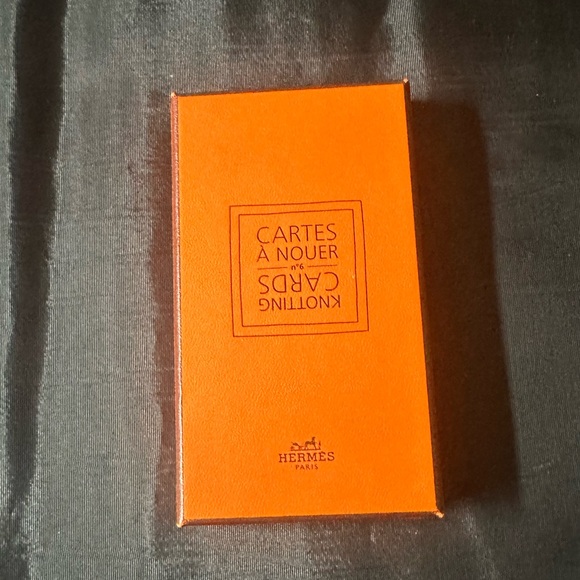 CARTES
À NOUER
n°6
KNOTTING
CARDS
HERMÈS
PARIS